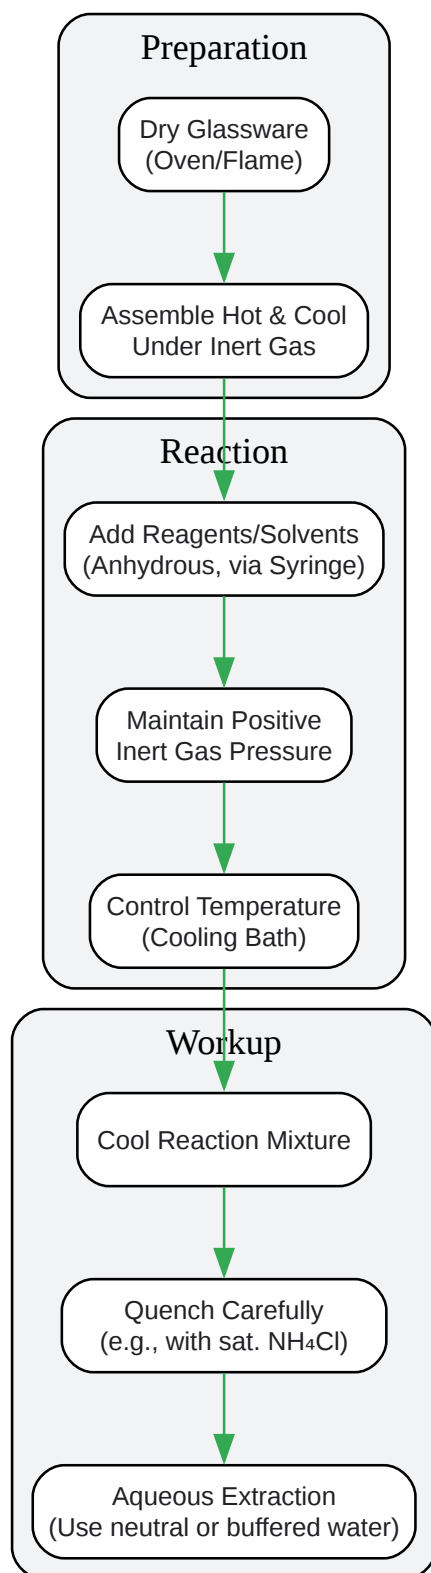 Preparation
Dry Glassware
(Oven/Flame)
Assemble Hot & Cool
Under Inert Gas
Reaction
Add Reagents/Solvents
(Anhydrous, via Syringe)
Maintain Positive
Inert Gas Pressure
Control Temperature
(Cooling Bath)
Workup
Cool Reaction Mixture
Quench Carefully
(e.g., with sat. NH₄Cl)
Aqueous Extraction
(Use neutral or buffered water)